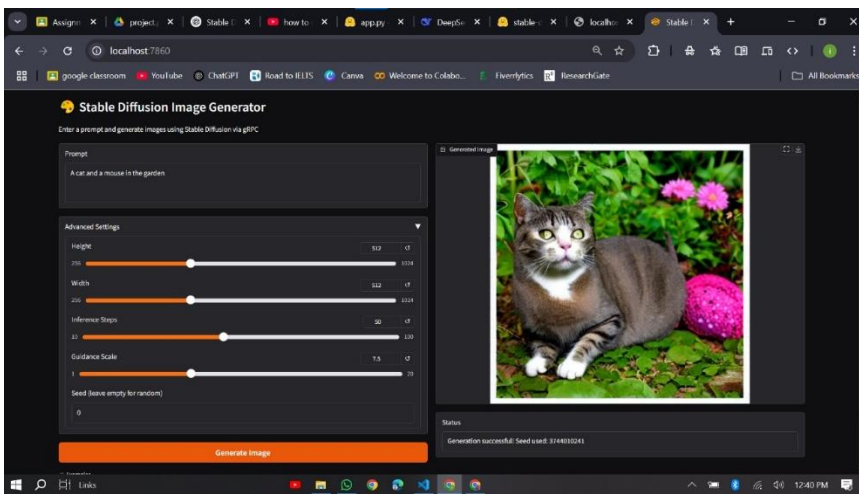 Assignm
project
Stable D
how to
app.py
DeepSe
stable-d
localhos
Stable D
localhost:7860
google classroom
YouTube
ChatGPT
Road to IELTS
Canva
Welcome to Colabo...
Fiverrlytics
ResearchGate
All Bookmarks
Stable Diffusion Image Generator
Enter a prompt and generate images using Stable Diffusion via gRPC
Prompt
A cat and a mouse in the garden
Advanced Settings
Height
512
256
1024
Width
512
256
1024
Inference Steps
50
10
100
Guidance Scale
7.5
1
20
Seed (leave empty for random)
0
Generate Image
Generated Image
Status
Generation successful: Seed used: 3744010241
Links
12:40 PM